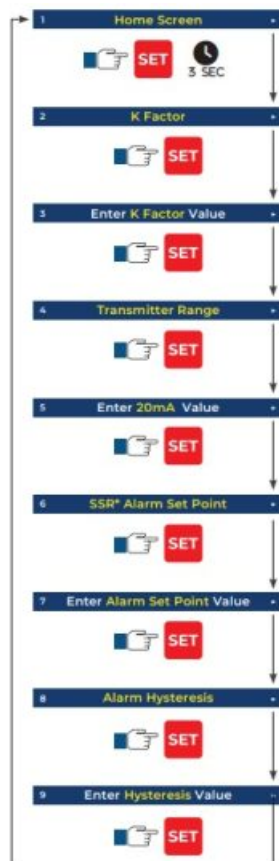 1 Home Screen
SET
3 SEC
2 K Factor
SET
3 Enter K Factor Value
SET
4 Transmitter Range
SET
5 Enter 20mA Value
SET
6 SSR* Alarm Set Point
SET
7 Enter Alarm Set Point Value
SET
8 Alarm Hysteresis
SET
9 Enter Hysteresis Value
SET